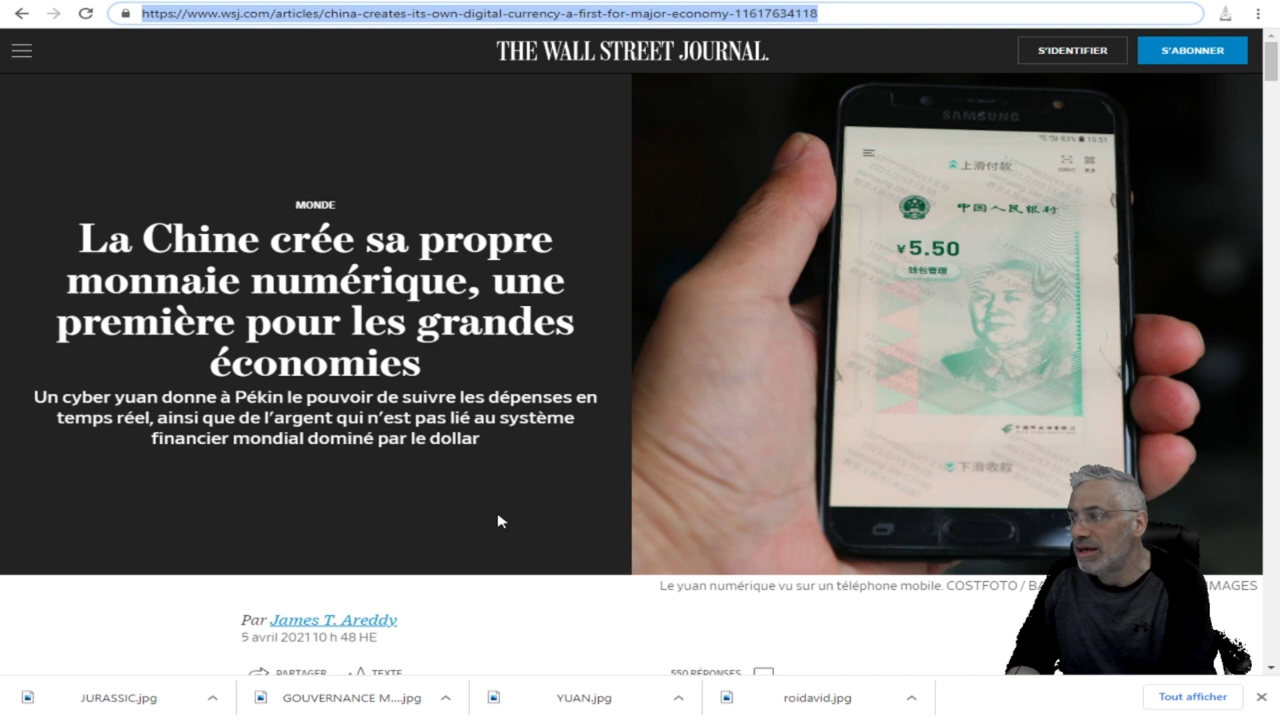 https://www.wsj.com/articles/china-creates-its-own-digital-currency-a-first-for-major-economy-11617634118
THE WALL STREET JOURNAL.
S'IDENTIFIER
S'ABONNER
SAMSUNG
83% 15:51
上滑付款
中国人民银行
¥5.50
钱包管理
下滑收款
MONDE
La Chine crée sa propre
monnaie numérique, une
première pour les grandes
économies
Un cyber yuan donne à Pékin le pouvoir de suivre les dépenses en
temps réel, ainsi que de l'argent qui n'est pas lié au système
financier mondial dominé par le dollar
Le yuan numérique vu sur un téléphone mobile. COSTFOTO / BA
IMAGES
Par James T. Areddy
5 avril 2021 10 h 48 HE
PARTAGER
TEXTE
550 RÉPONSES
JURASSIC.jpg
GOUVERNANCE M....jpg
YUAN.jpg
roidavid.jpg
Tout afficher